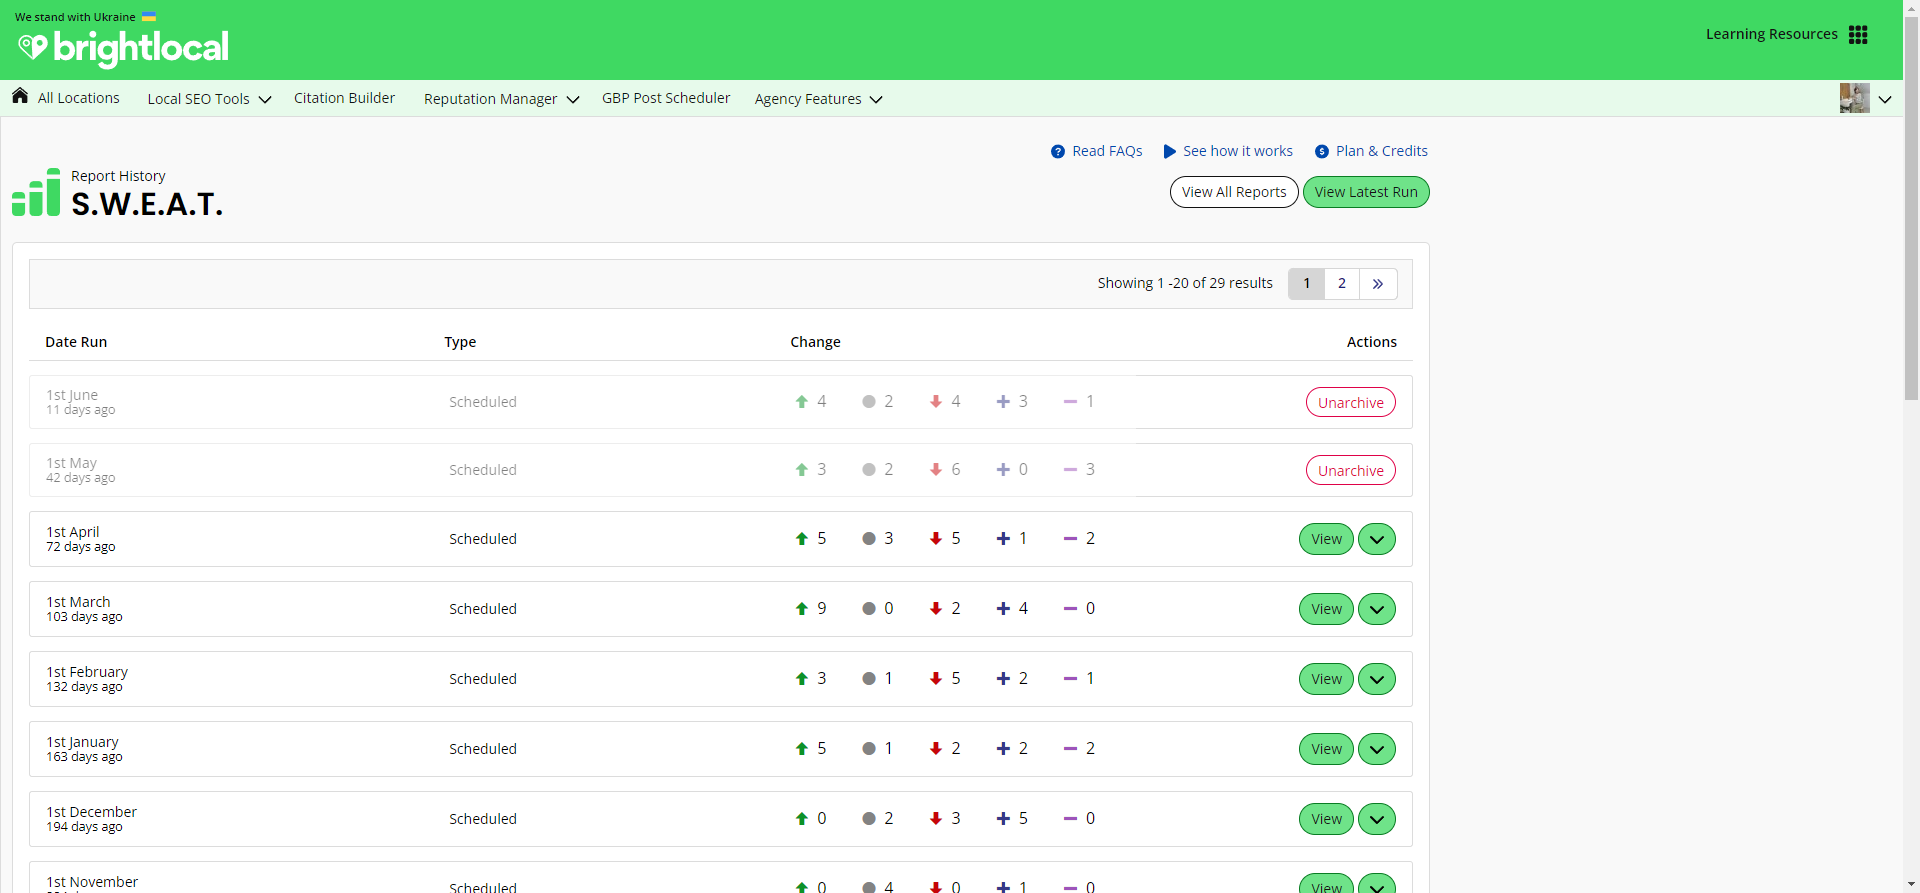 We stand with Ukraine
brightlocal
Learning Resources
All Locations Local SEO Tools Citation Builder Reputation Manager GBP Post Scheduler Agency Features
Read FAQs See how it works Plan & Credits
Report History
S.W.E.A.T.
View All Reports View Latest Run
Showing 1 -20 of 29 results 1 2 »
Date Run Type Change Actions
1st June
11 days ago
Scheduled 4 2 4 3 1 Unarchive
1st May
42 days ago
Scheduled 3 2 6 0 3 Unarchive
1st April
72 days ago
Scheduled 5 3 5 1 2 View
1st March
103 days ago
Scheduled 9 0 2 4 0 View
1st February
132 days ago
Scheduled 3 1 5 2 1 View
1st January
163 days ago
Scheduled 5 1 2 2 2 View
1st December
194 days ago
Scheduled 0 2 3 5 0 View
1st November
Scheduled 0 4 0 1 0 View